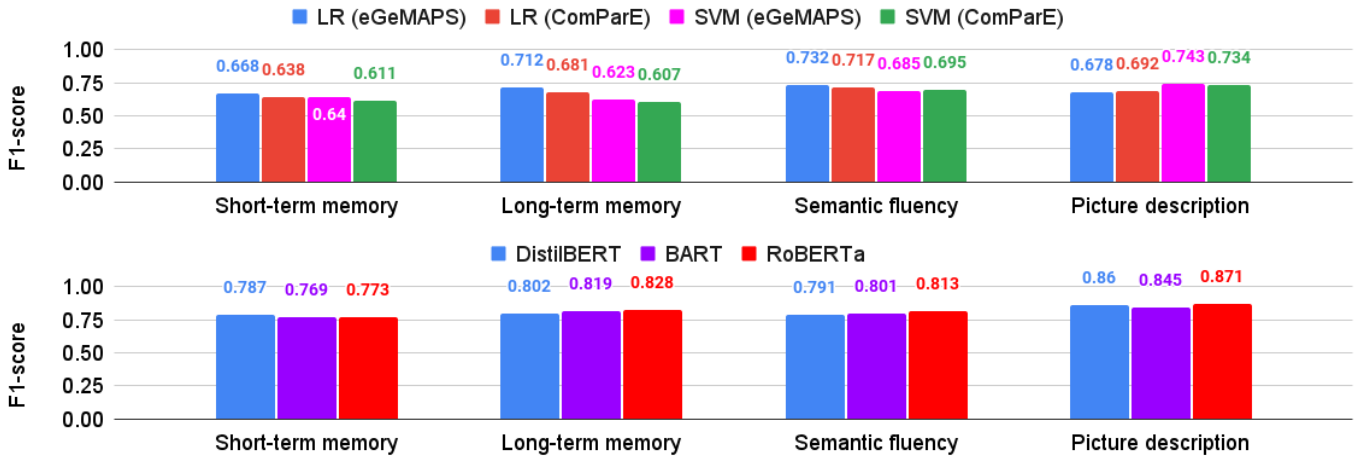 LR (eGeMAPS) LR (ComParE) SVM (eGeMAPS) SVM (ComParE)
F1-score
1.00
0.75
0.50
0.25
0.00
0.668 0.638 0.64 0.611
0.712 0.681 0.623 0.607
0.732 0.717 0.685 0.695
0.678 0.692 0.743 0.734
Short-term memory Long-term memory Semantic fluency Picture description
DistilBERT BART RoBERTa
F1-score
1.00
0.75
0.50
0.25
0.00
0.787 0.769 0.773
0.802 0.819 0.828
0.791 0.801 0.813
0.86 0.845 0.871
Short-term memory Long-term memory Semantic fluency Picture description